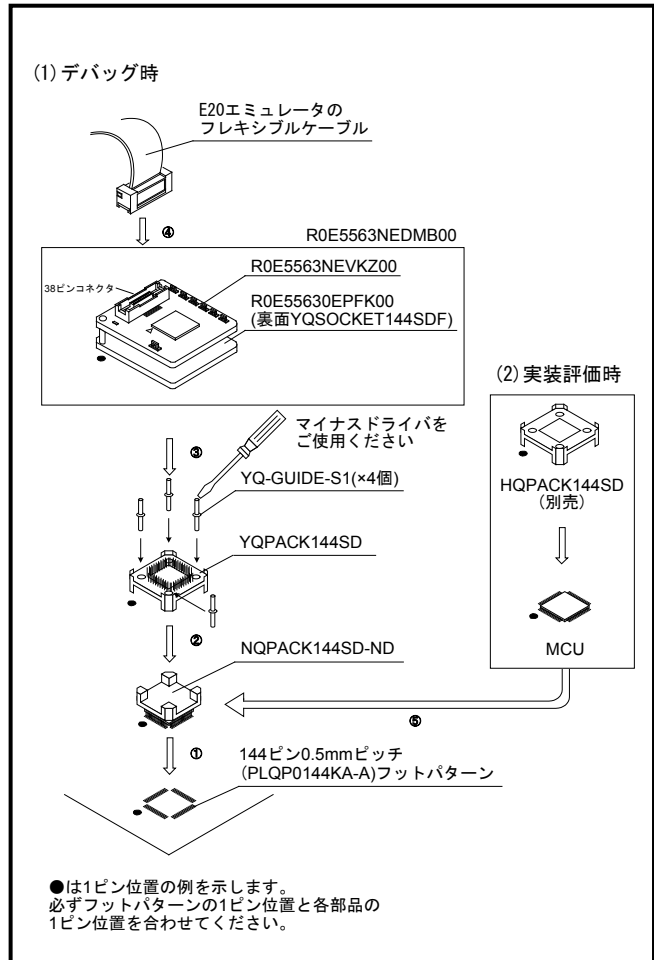 (1)デバッグ時
E20エミュレータの
フレキシブルケーブル
④
R0E5563NEDMB00
R0E5563NEVKZ00
38ピンコネクタ
R0E55630EPFK00
(裏面YQSOCKET144SDF)
マイナスドライバを
ご使用ください
③
YQ-GUIDE-S1(×4個)
YQPACK144SD
②
NQPACK144SD-ND
①
144ピン0.5mmピッチ
(PLQP0144KA-A)フットパターン
(2)実装評価時
HQPACK144SD
(別売)
MCU
⑤
●は1ピン位置の例を示します。
必ずフットパターンの1ピン位置と各部品の
1ピン位置を合わせてください。